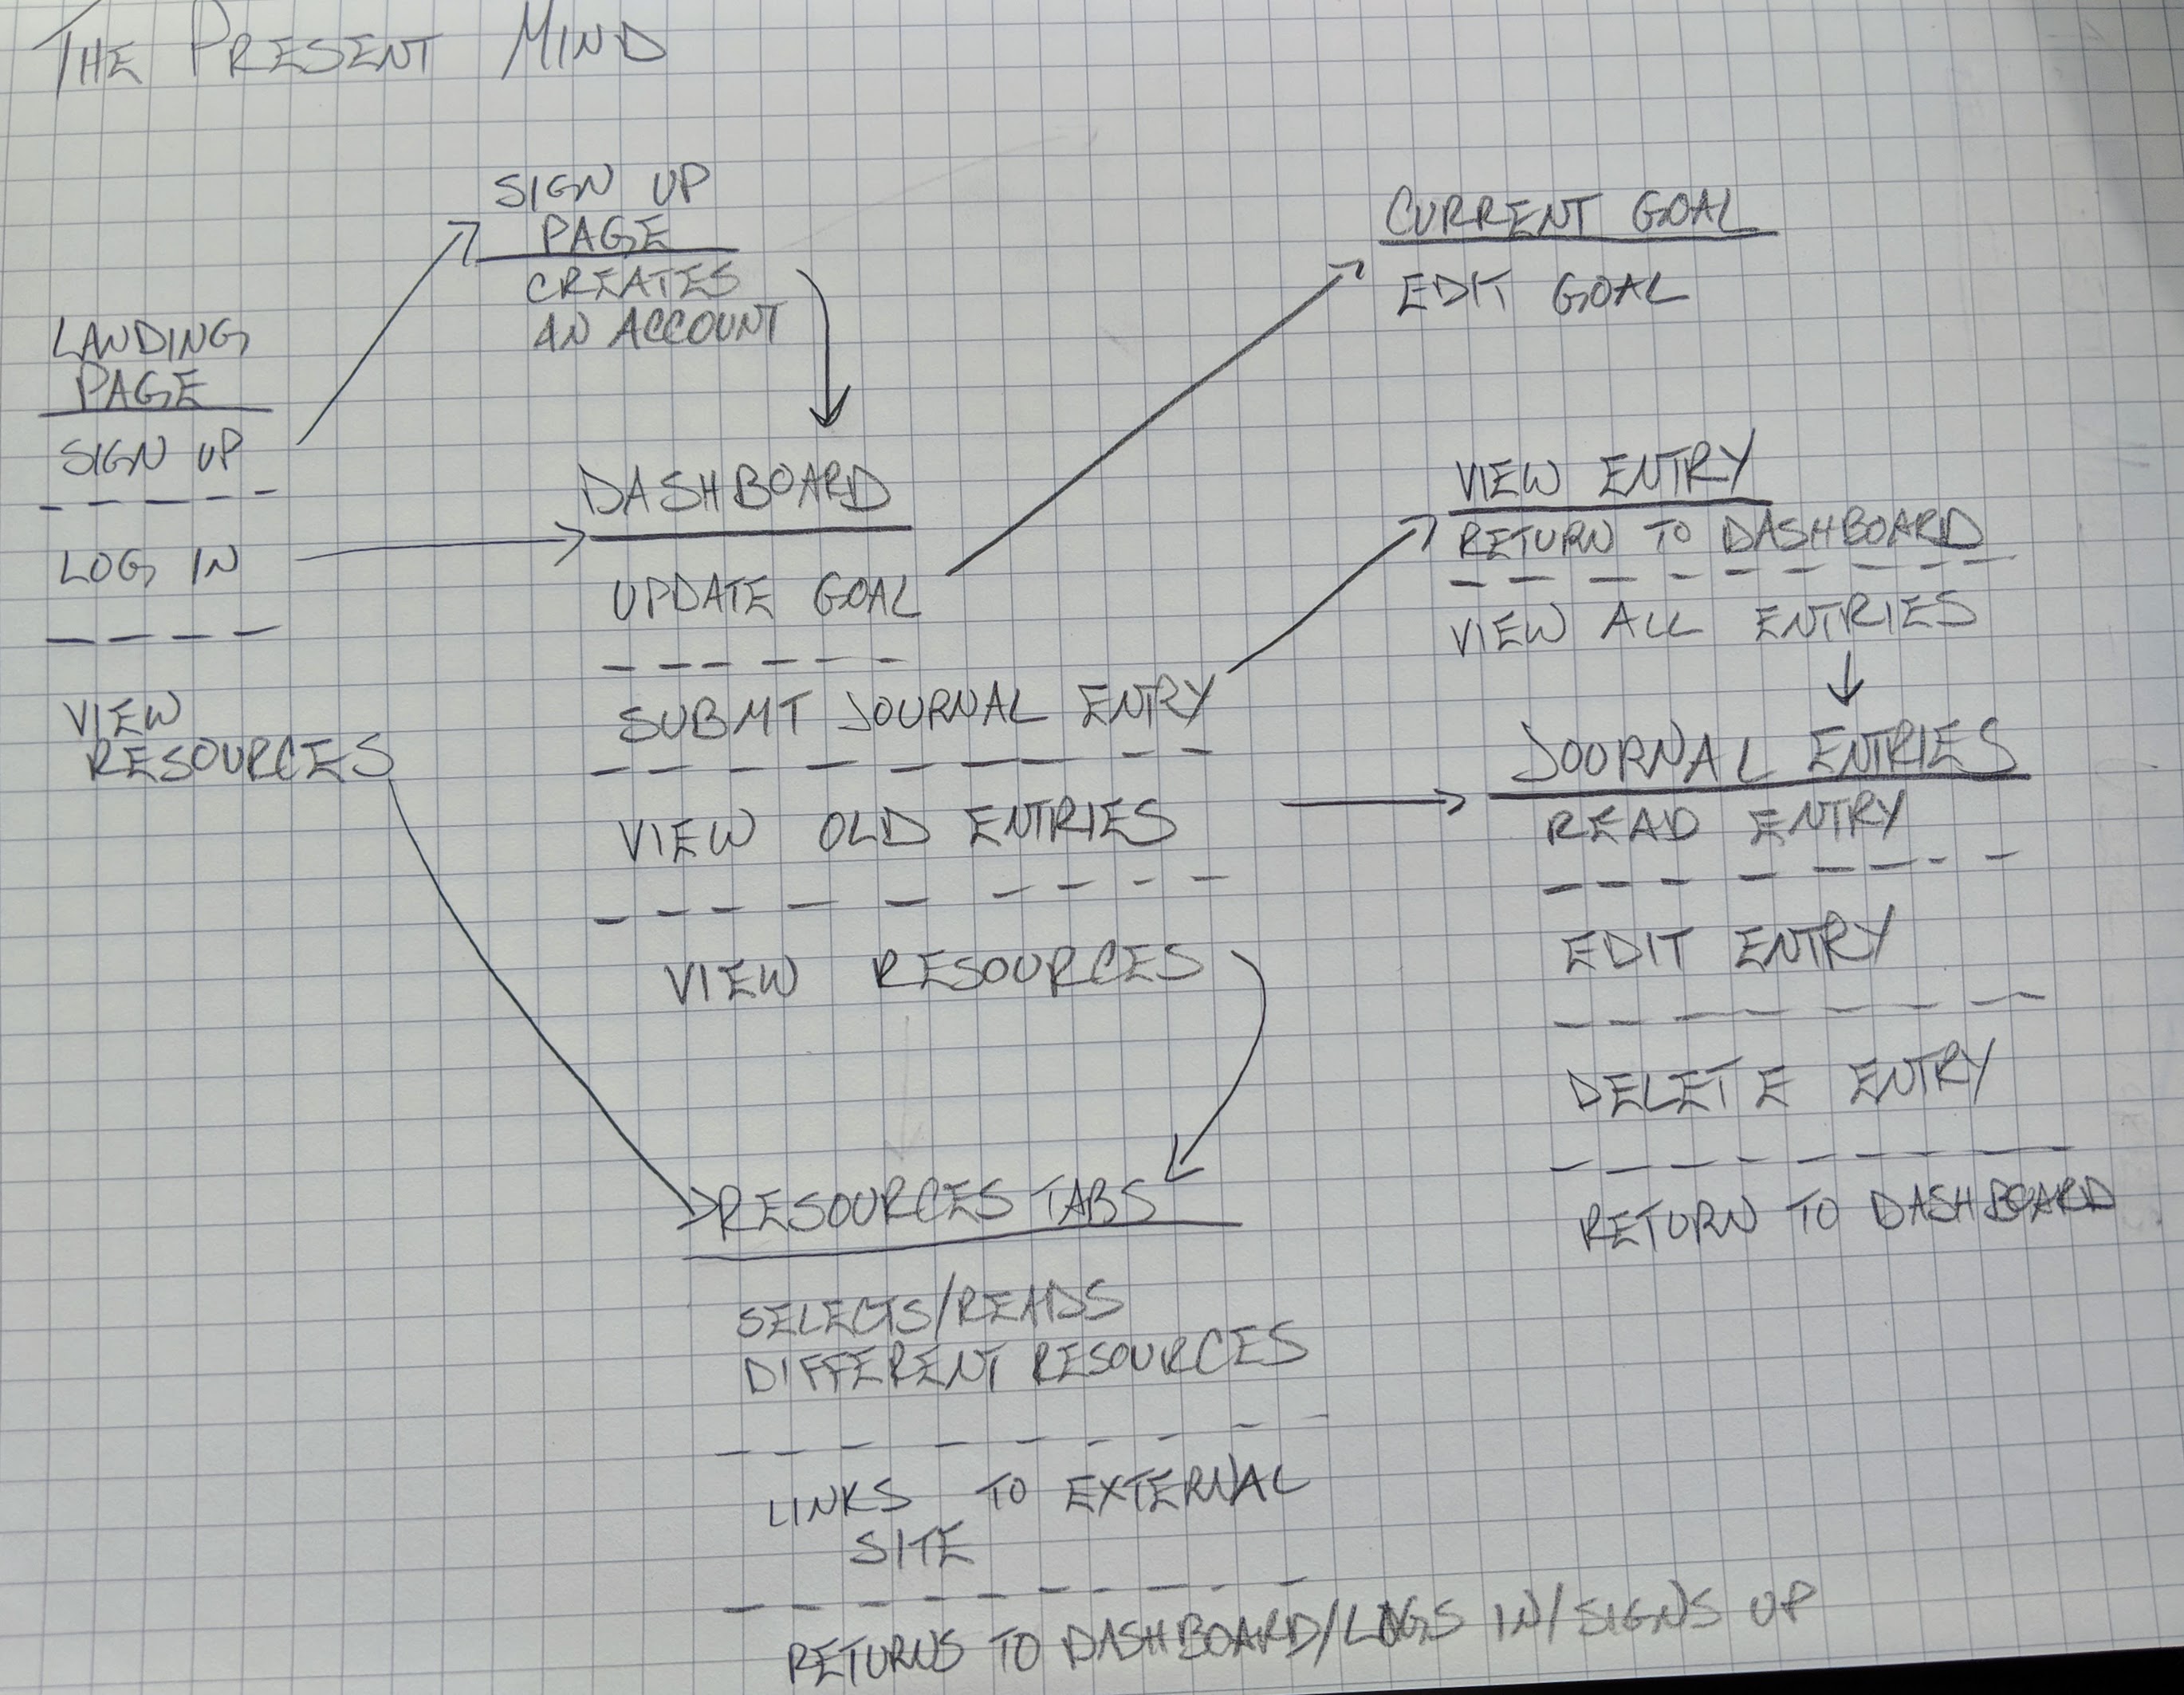 THE PRESENT MIND
SIGN UP
PAGE
CREATES
AN ACCOUNT
CURRENT GOAL
EDIT GOAL
LANDING
PAGE
SIGN UP
LOG IN
VIEW
RESOURCES
DASHBOARD
UPDATE GOAL
SUBMT JOURNAL ENTRY
VIEW OLD ENTRIES
VIEW RESOURCES
VIEW ENTRY
RETURN TO DASHBOARD
VIEW ALL ENTRIES
JOURNAL ENTRIES
READ ENTRY
EDIT ENTRY
DELETE ENTRY
RETURN TO DASHBOARD
RESOURCES TABS
SELECTS/READS
DIFFERENT RESOURCES
LINKS TO EXTERNAL
SITE
RETURNS TO DASHBOARD/LOGS IN/SIGNS UP